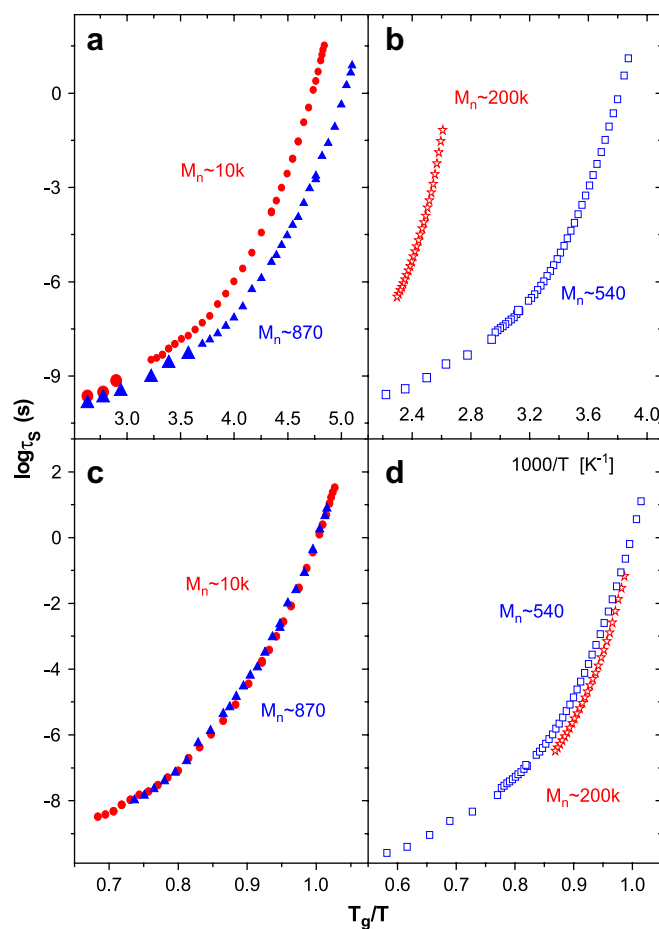 a
b
0
-3
-6
-9
M_n~10k
M_n~870
M_n~200k
M_n~540
3.0 3.5 4.0 4.5 5.0
2.4 2.8 3.2 3.6 4.0
logτ_S (s)
1000/T [K⁻¹]
c
d
2
0
-2
-4
-6
-8
M_n~10k
M_n~870
M_n~540
M_n~200k
0.7 0.8 0.9 1.0
0.6 0.7 0.8 0.9 1.0
T_g/T